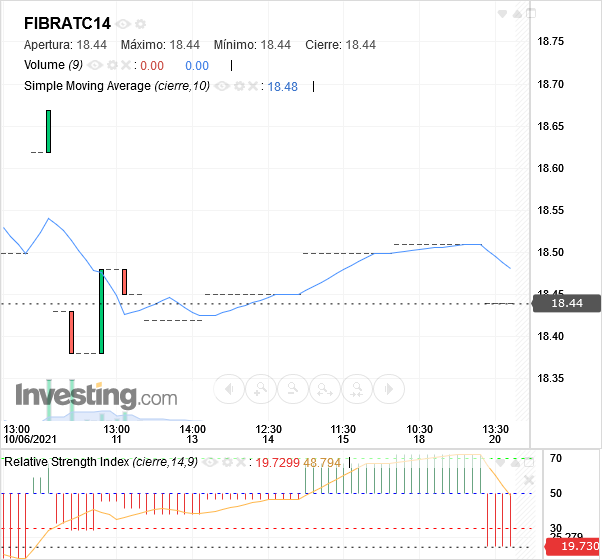 FIBRATC14
Apertura: 18.44 Máximo: 18.44 Mínimo: 18.44 Cierre: 18.44
Volume (9) : 0.00 0.00
Simple Moving Average (cierre,10) : 18.48
18.75
18.70
18.65
18.60
18.55
18.50
18.45
18.44
18.40
18.35
Investing.com
13:00 13:00 14:00 12:30 11:30 10:30 13:30
10/06/2021 11 13 14 15 18 20
Relative Strength Index (cierre,14,9) : 19.7299 48.794
70
50
30
25.279
19.730